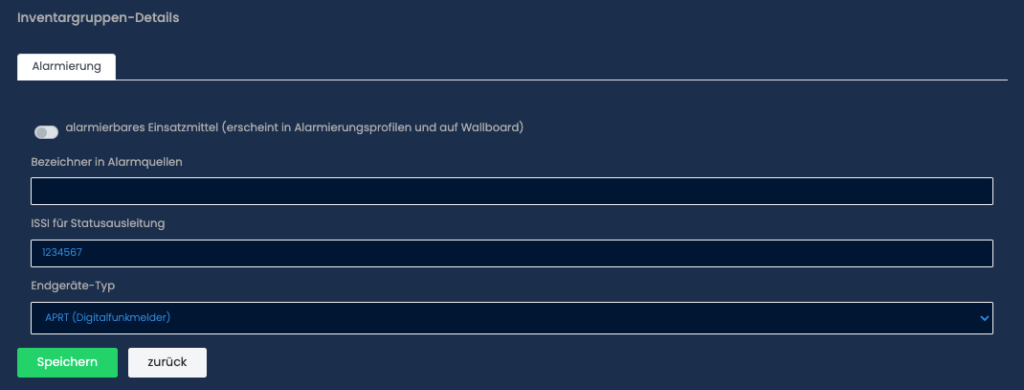 Inventargruppen-Details
Alarmierung
alarmierbares Einsatzmittel (erscheint in Alarmierungsprofilen und auf Wallboard)
Bezeichner in Alarmquellen
ISSI für Statusausleitung
1234567
Endgeräte-Typ
APRT (Digitalfunkmelder)
Speichern
zurück